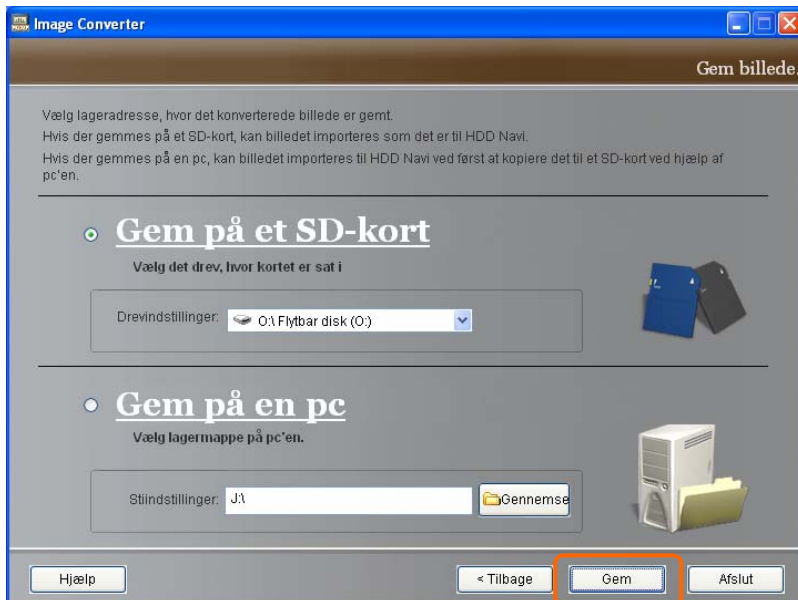 Image Converter
Gem billede.
Vælg lageradresse, hvor det konverterede billede er gemt.
Hvis der gemmes på et SD-kort, kan billedet importeres som det er til HDD Navi.
Hvis der gemmes på en pc, kan billedet importeres til HDD Navi ved først at kopiere det til et SD-kort ved hjælp af
pc'en.
Gem på et SD-kort
Vælg det drev, hvor kortet er sat i
Drevindstillinger: O:\ Flytbar disk (O:)
Gem på en pc
Vælg lagermappe på pc'en.
Stiindstillinger: J:\ Gennemse
Hjælp < Tilbage Gem Afslut